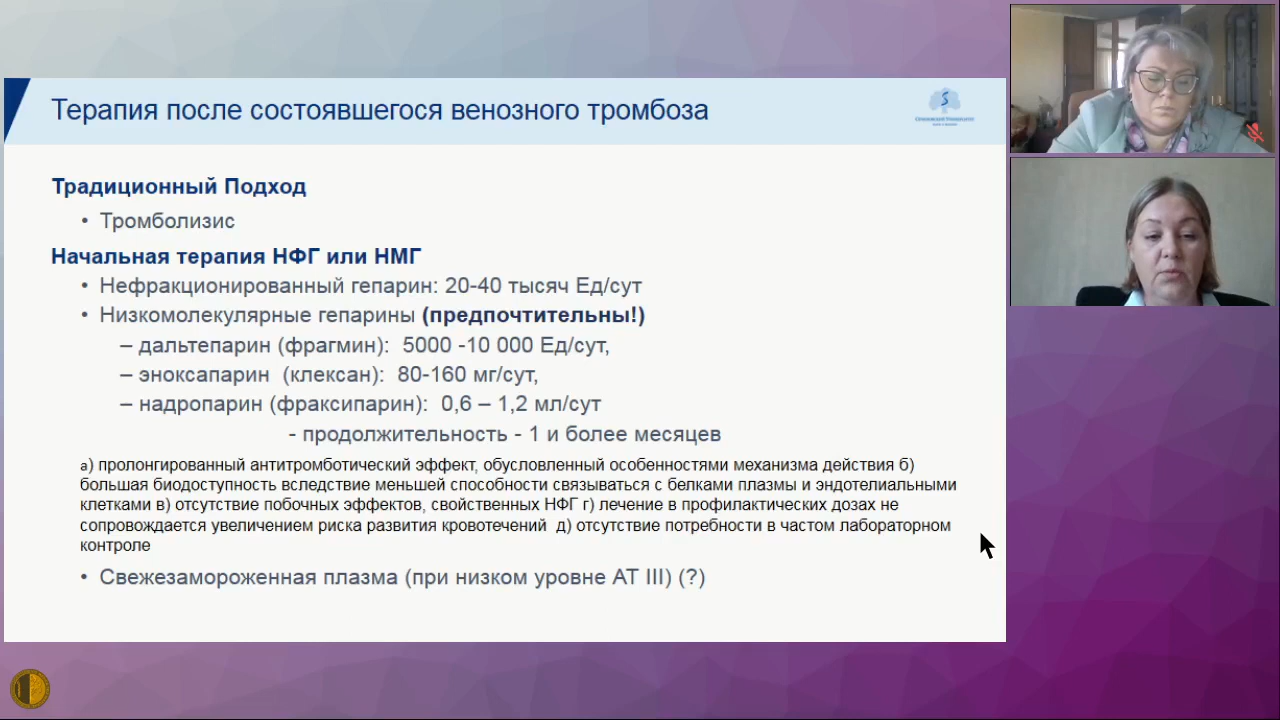 Терапия после состоявшегося венозного тромбоза
Традиционный Подход
• Тромболизис
Начальная терапия НФГ или НМГ
• Нефракционированный гепарин: 20-40 тысяч Ед/сут
• Низкомолекулярные гепарины (предпочтительны!)
– дальтепарин (фрагмин): 5000 -10 000 Ед/сут,
– эноксапарин (клексан): 80-160 мг/сут,
– надропарин (фраксипарин): 0,6 – 1,2 мл/сут
- продолжительность - 1 и более месяцев
а) пролонгированный антитромботический эффект, обусловленный особенностями механизма действия б)
большая биодоступность вследствие меньшей способности связываться с белками плазмы и эндотелиальными
клетками в) отсутствие побочных эффектов, свойственных НФГ г) лечение в профилактических дозах не
сопровождается увеличением риска развития кровотечений д) отсутствие потребности в частом лабораторном
контроле
• Свежезамороженная плазма (при низком уровне АТ III) (?)